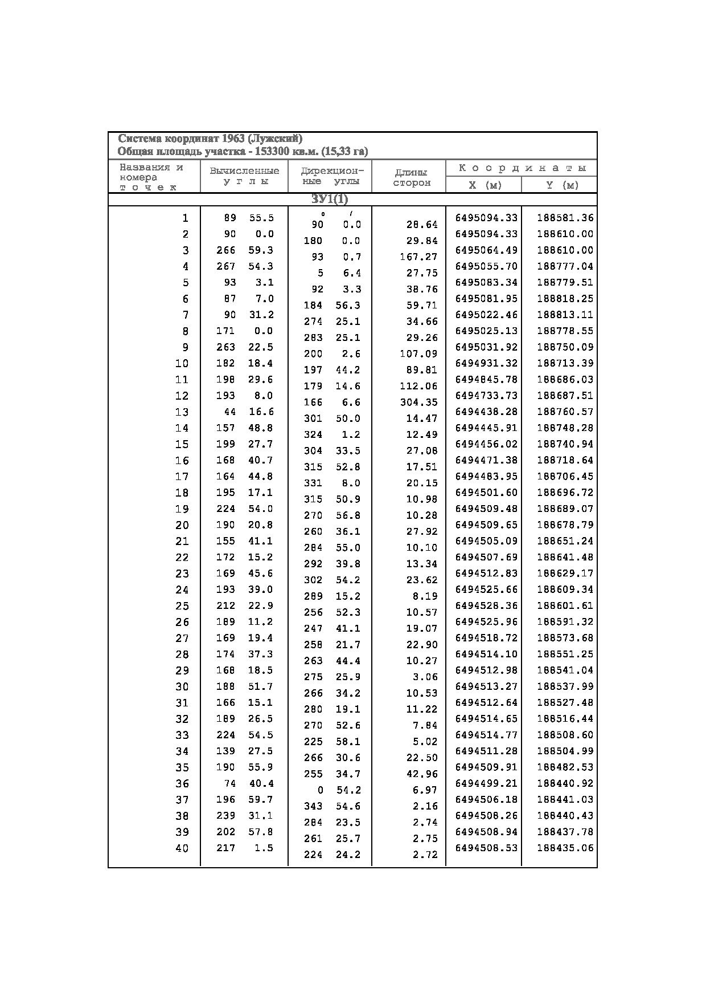 Система координат 1963 (Лужский)
Общая площадь участка - 153300 кв.м. (15,33 га)
Названия и номера т о ч е к Вычисленные у г л ы Дирекцион- ные углы Длины сторон К о о р д и н а т ы
X (м) Y (м)
ЗУ1(1)
° ′
1 89 55.5 6495094.33 188581.36
90 0.0 28.64
2 90 0.0 6495094.33 188610.00
180 0.0 29.84
3 266 59.3 6495064.49 188610.00
93 0.7 167.27
4 267 54.3 6495055.70 188777.04
5 6.4 27.75
5 93 3.1 6495083.34 188779.51
92 3.3 38.76
6 87 7.0 6495081.95 188818.25
184 56.3 59.71
7 90 31.2 6495022.46 188813.11
274 25.1 34.66
8 171 0.0 6495025.13 188778.55
283 25.1 29.26
9 263 22.5 6495031.92 188750.09
200 2.6 107.09
10 182 18.4 6494931.32 188713.39
197 44.2 89.81
11 198 29.6 6494845.78 188686.03
179 14.6 112.06
12 193 8.0 6494733.73 188687.51
166 6.6 304.35
13 44 16.6 6494438.28 188760.57
301 50.0 14.47
14 157 48.8 6494445.91 188748.28
324 1.2 12.49
15 199 27.7 6494456.02 188740.94
304 33.5 27.08
16 168 40.7 6494471.38 188718.64
315 52.8 17.51
17 164 44.8 6494483.95 188706.45
331 8.0 20.15
18 195 17.1 6494501.60 188696.72
315 50.9 10.98
19 224 54.0 6494509.48 188689.07
270 56.8 10.28
20 190 20.8 6494509.65 188678.79
260 36.1 27.92
21 155 41.1 6494505.09 188651.24
284 55.0 10.10
22 172 15.2 6494507.69 188641.48
292 39.8 13.34
23 169 45.6 6494512.83 188629.17
302 54.2 23.62
24 193 39.0 6494525.66 188609.34
289 15.2 8.19
25 212 22.9 6494528.36 188601.61
256 52.3 10.57
26 189 11.2 6494525.96 188591.32
247 41.1 19.07
27 169 19.4 6494518.72 188573.68
258 21.7 22.90
28 174 37.3 6494514.10 188551.25
263 44.4 10.27
29 168 18.5 6494512.98 188541.04
275 25.9 3.06
30 188 51.7 6494513.27 188537.99
266 34.2 10.53
31 166 15.1 6494512.64 188527.48
280 19.1 11.22
32 189 26.5 6494514.65 188516.44
270 52.6 7.84
33 224 54.5 6494514.77 188508.60
225 58.1 5.02
34 139 27.5 6494511.28 188504.99
266 30.6 22.50
35 190 55.9 6494509.91 188482.53
255 34.7 42.96
36 74 40.4 6494499.21 188440.92
0 54.2 6.97
37 196 59.7 6494506.18 188441.03
343 54.6 2.16
38 239 31.1 6494508.26 188440.43
284 23.5 2.74
39 202 57.8 6494508.94 188437.78
261 25.7 2.75
40 217 1.5 6494508.53 188435.06
224 24.2 2.72